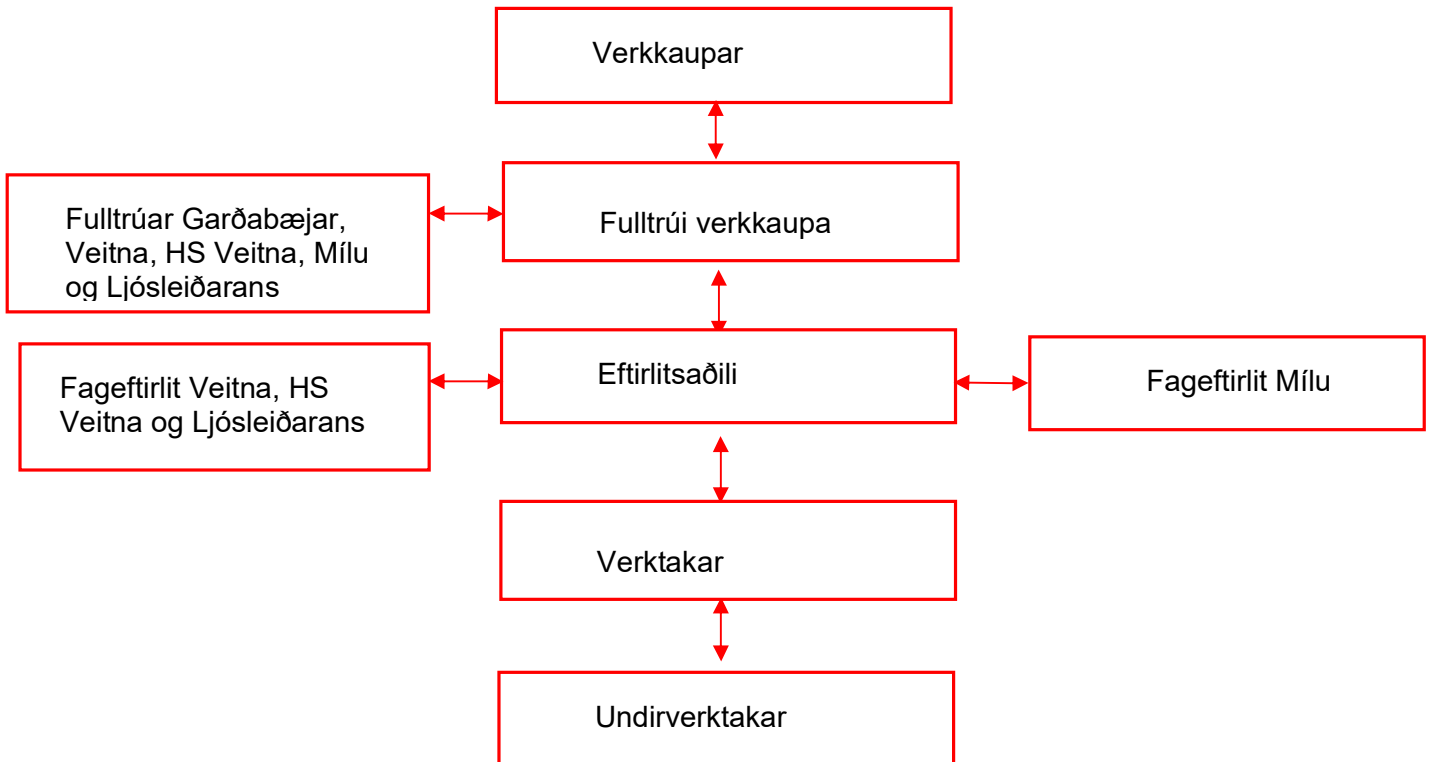 Verkkaupar
Fulltrúar Garðabæjar,
Veitna, HS Veitna, Mílu
og Ljósleiðarans
Fulltrúi verkkaupa
Fageftirlit Veitna, HS
Veitna og Ljósleiðarans
Eftirlitsaðili
Fageftirlit Mílu
Verktakar
Undirverktakar